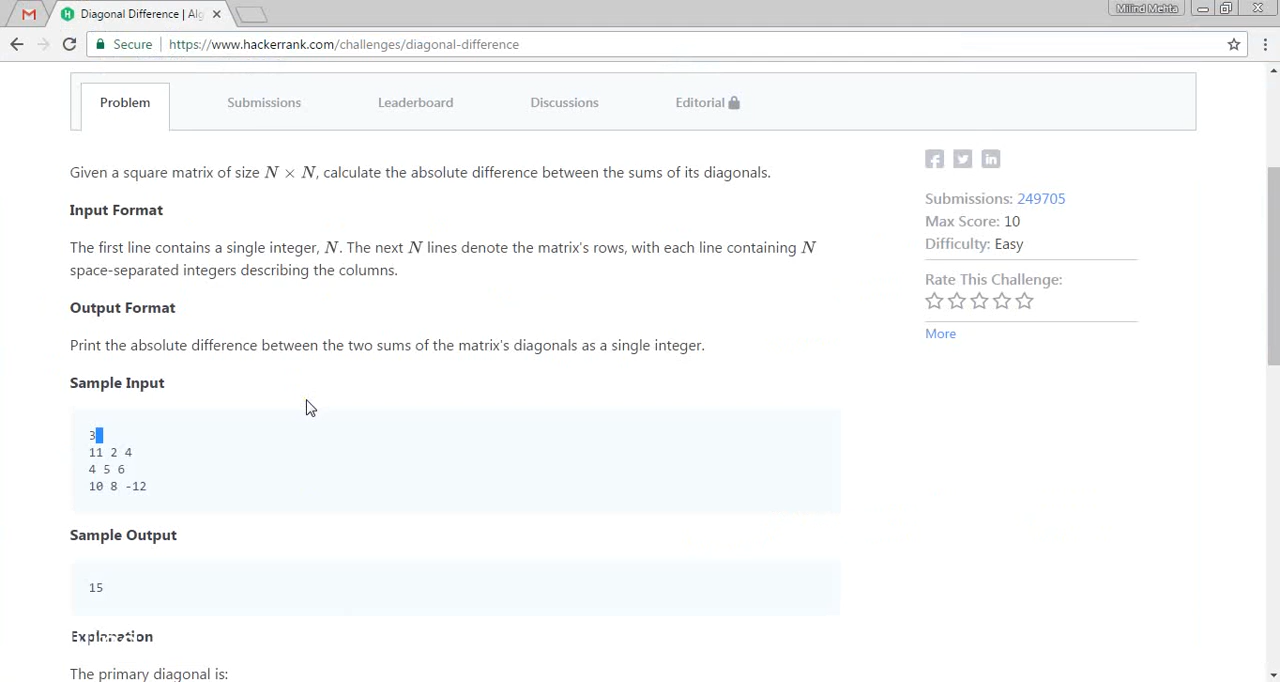 Diagonal Difference | Alg
Milind Mehta
Secure https://www.hackerrank.com/challenges/diagonal-difference
Problem Submissions Leaderboard Discussions Editorial
Given a square matrix of size N × N, calculate the absolute difference between the sums of its diagonals.
Input Format
The first line contains a single integer, N. The next N lines denote the matrix's rows, with each line containing N
space-separated integers describing the columns.
Output Format
Print the absolute difference between the two sums of the matrix's diagonals as a single integer.
Sample Input
3
11 2 4
4 5 6
10 8 -12
Sample Output
15
Explanation
The primary diagonal is:
Submissions: 249705
Max Score: 10
Difficulty: Easy
Rate This Challenge:
More